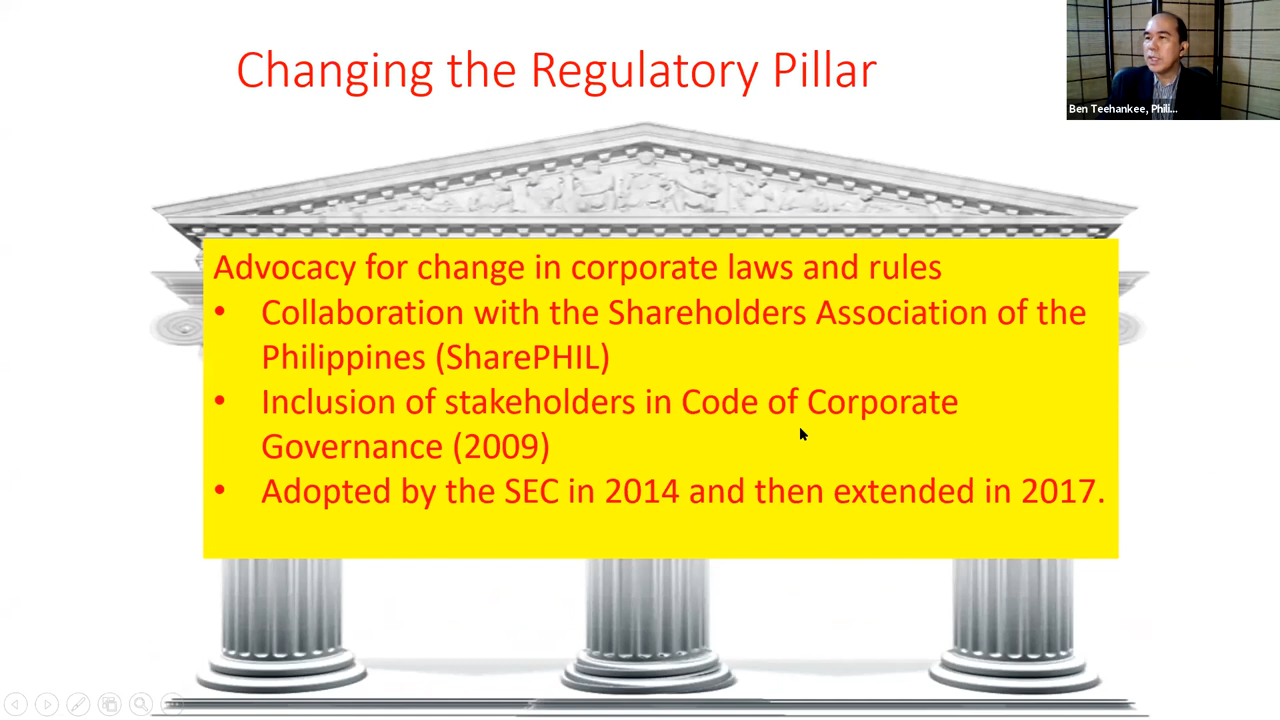 Changing the Regulatory Pillar
Ben Teehankee, Phili...
Advocacy for change in corporate laws and rules
• Collaboration with the Shareholders Association of the
Philippines (SharePHIL)
• Inclusion of stakeholders in Code of Corporate
Governance (2009)
• Adopted by the SEC in 2014 and then extended in 2017.